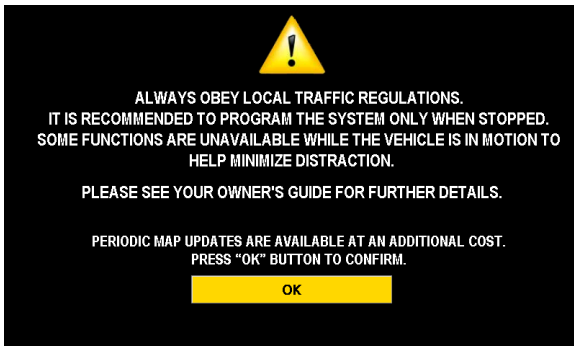 ALWAYS OBEY LOCAL TRAFFIC REGULATIONS.
IT IS RECOMMENDED TO PROGRAM THE SYSTEM ONLY WHEN STOPPED.
SOME FUNCTIONS ARE UNAVAILABLE WHILE THE VEHICLE IS IN MOTION TO
HELP MINIMIZE DISTRACTION.
PLEASE SEE YOUR OWNER'S GUIDE FOR FURTHER DETAILS.
PERIODIC MAP UPDATES ARE AVAILABLE AT AN ADDITIONAL COST.
PRESS “OK” BUTTON TO CONFIRM.
OK